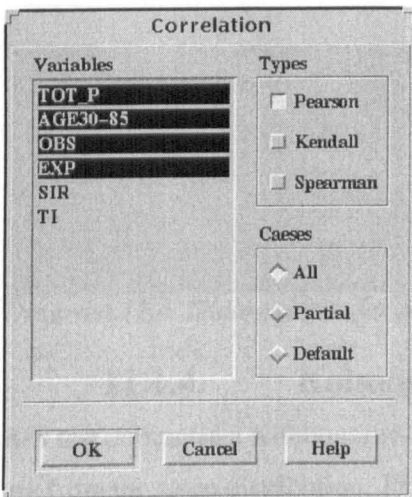 Correlation
Variables
TOT_P
AGE30-85
OBS
EXP
SIR
TI
Types
Pearson
Kendall
Spearman
Caeses
All
Partial
Default
OK
Cancel
Help